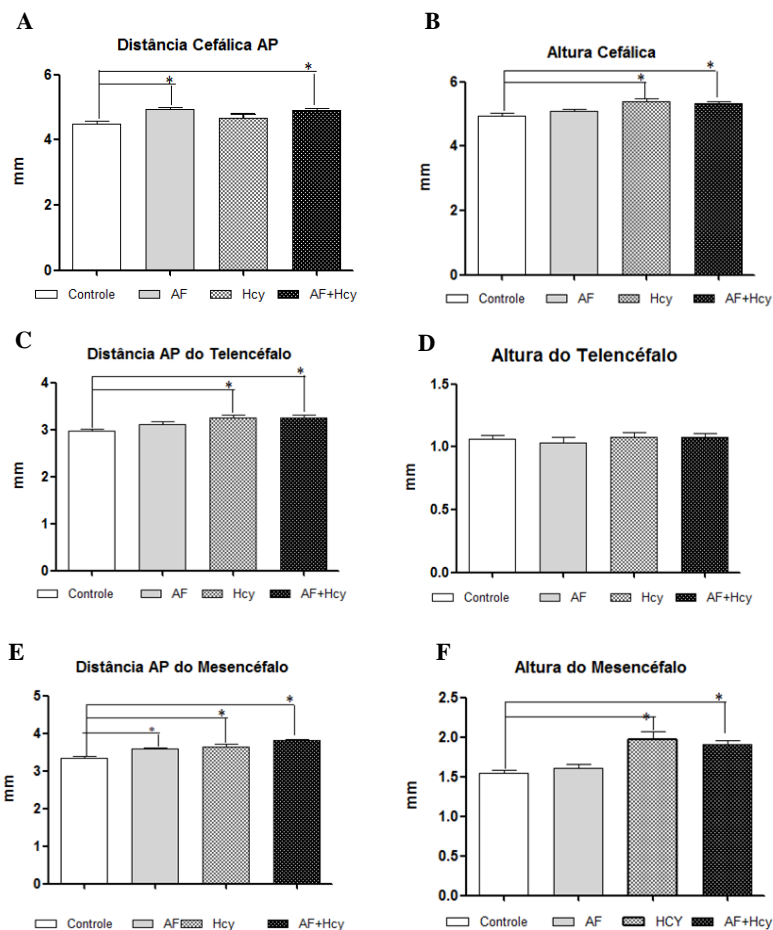 A
Distância Cefálica AP
mm
6
4
2
0
*
*
Controle AF Hcy AF+Hcy
B
Altura Cefálica
mm
6
4
2
0
*
*
Controle AF Hcy AF+Hcy
C
Distância AP do Telencéfalo
mm
4
3
2
1
0
*
*
Controle AF Hcy AF+Hcy
D
Altura do Telencéfalo
mm
1.5
1.0
0.5
0.0
Controle AF Hcy AF+Hcy
E
Distância AP do Mesencéfalo
mm
5
4
3
2
1
0
*
*
*
Controle AF Hcy AF+Hcy
F
Altura do Mesencéfalo
mm
2.5
2.0
1.5
1.0
0.5
0.0
*
*
Controle AF HCY AF+Hcy